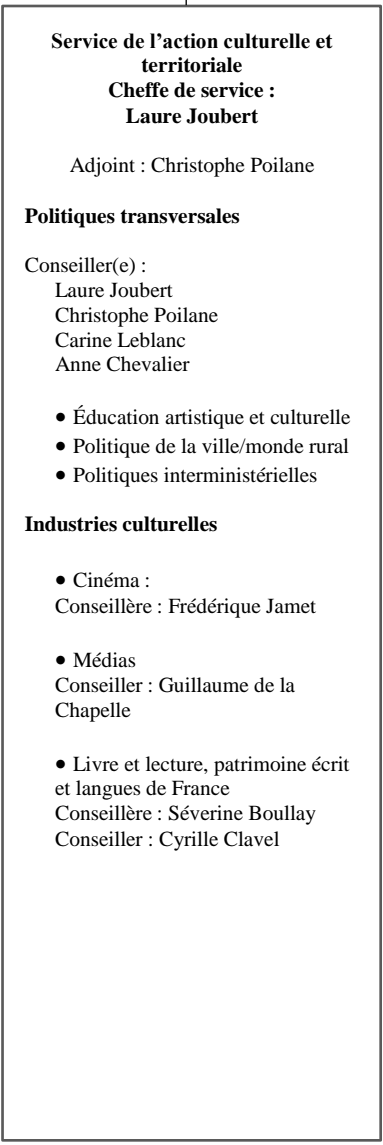 Service de l’action culturelle et
territoriale
Cheffe de service :
Laure Joubert
Adjoint : Christophe Poilane
Politiques transversales
Conseiller(e) :
Laure Joubert
Christophe Poilane
Carine Leblanc
Anne Chevalier
• Éducation artistique et culturelle
• Politique de la ville/monde rural
• Politiques interministérielles
Industries culturelles
• Cinéma :
Conseillère : Frédérique Jamet
• Médias
Conseiller : Guillaume de la
Chapelle
• Livre et lecture, patrimoine écrit
et langues de France
Conseillère : Séverine Boullay
Conseiller : Cyrille Clavel